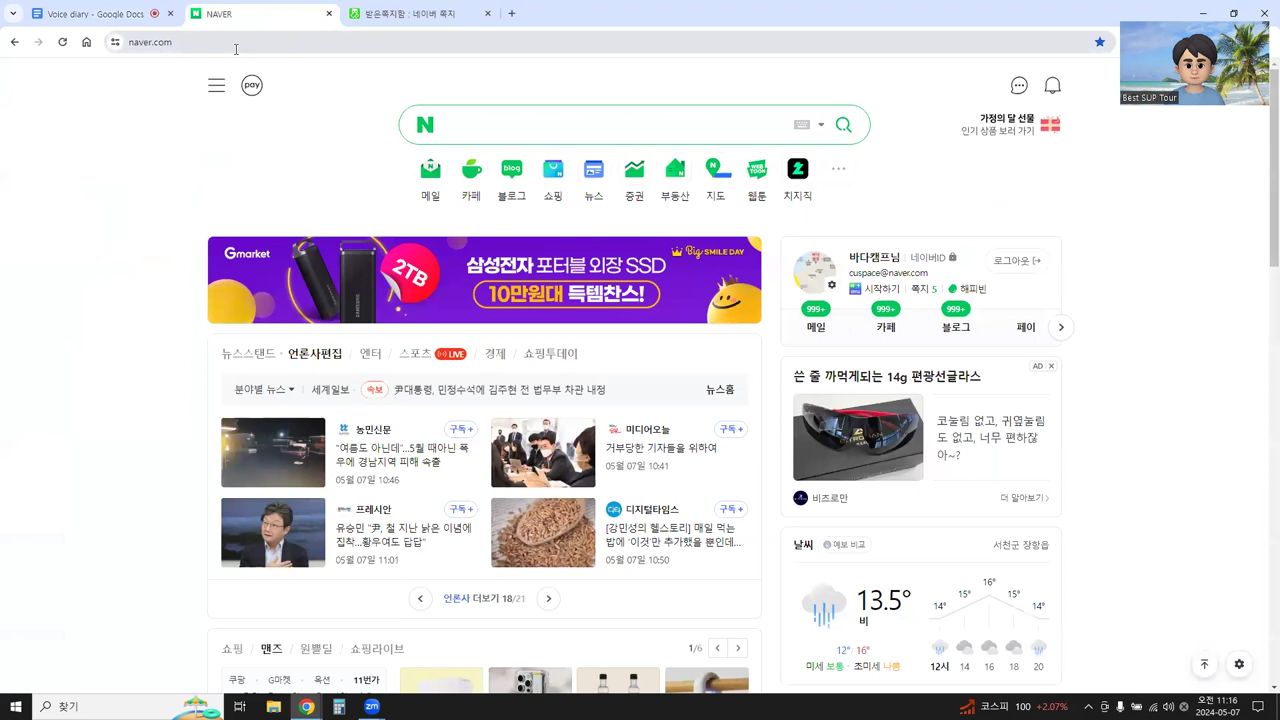 Voice diary - Google Docs
NAVER
받은쪽지함 : 네이버 쪽지
naver.com
Best SUP Tour
pay
N
가정의 달 선물
인기 상품 보러 가기
메일
카페
blog
블로그
쇼핑
뉴스
증권
부동산
지도
WEB TOON
웹툰
치지직
Gmarket
2TB
삼성전자 포터블 외장 SSD
10만원대 득템찬스!
Big SMILE DAY
바다캠프님 네이버ID
로그아웃
cuspace@naver.com
시작하기 쪽지 5 해피빈
999+ 999+ 999+
메일 카페 블로그 페이
뉴스스탠드 · 언론사편집 / 엔터 / 스포츠 LIVE / 경제 / 쇼핑투데이
분야별 뉴스 세계일보 · 속보 尹대통령, 민정수석에 김주현 전 법무부 차관 내정 뉴스홈
농민신문 구독+
“여름도 아닌데”…5월 때아닌 폭
우에 경남지역 피해 속출
05월 07일 10:46
미디어오늘 구독+
거부당한 기자들을 위하여
05월 07일 10:41
프레시안 구독+
유승민 "尹, 철 지난 낡은 이념에
집착…황우여도 답답"
05월 07일 11:01
디지털타임스 구독+
[강민성의 헬스토리] 매일 먹는
밥에 '이것'만 추가했을 뿐인데…
05월 07일 10:50
언론사 더보기 18/21
쇼핑 / 맨즈 / 원쁠딜 / 쇼핑라이브
1/6
쿠팡 · G마켓 · 옥션 · 11번가
AD
쓴 줄 까먹게되는 14g 편광선글라스
코눌림 없고, 귀옆눌림
도 없고, 너무 편하잖
아~?
비즈로만
더 알아보기
날씨 예보 비교 서천군 장항읍
13.5°
비
12° 16°
미세 보통 · 초미세 나쁨
14° 15° 16° 15° 14°
12시 14 16 18 20
찾기
zm
코스피 100 +2.07%
오전 11:16
2024-05-07